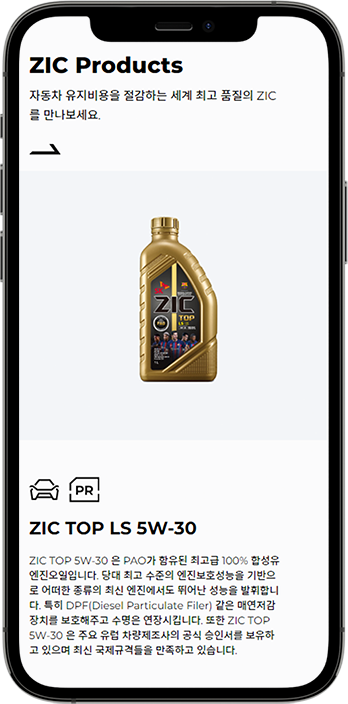 ZIC Products
자동차 유지비용을 절감하는 세계 최고 품질의 ZIC
를 만나보세요.
ZIC
TOP
LS
PR
ZIC TOP LS 5W-30
ZIC TOP 5W-30 은 PAO가 함유된 최고급 100% 합성유
엔진오일입니다. 당대 최고 수준의 엔진보호성능을 기반으
로 어떠한 종류의 최신 엔진에서도 뛰어난 성능을 발휘합니
다. 특히 DPF(Diesel Particulate Filer) 같은 매연저감
장치를 보호해주고 수명은 연장시킵니다. 또한 ZIC TOP
5W-30 은 주요 유럽 차량제조사의 공식 승인서를 보유하
고 있으며 최신 국제규격들을 만족하고 있습니다.